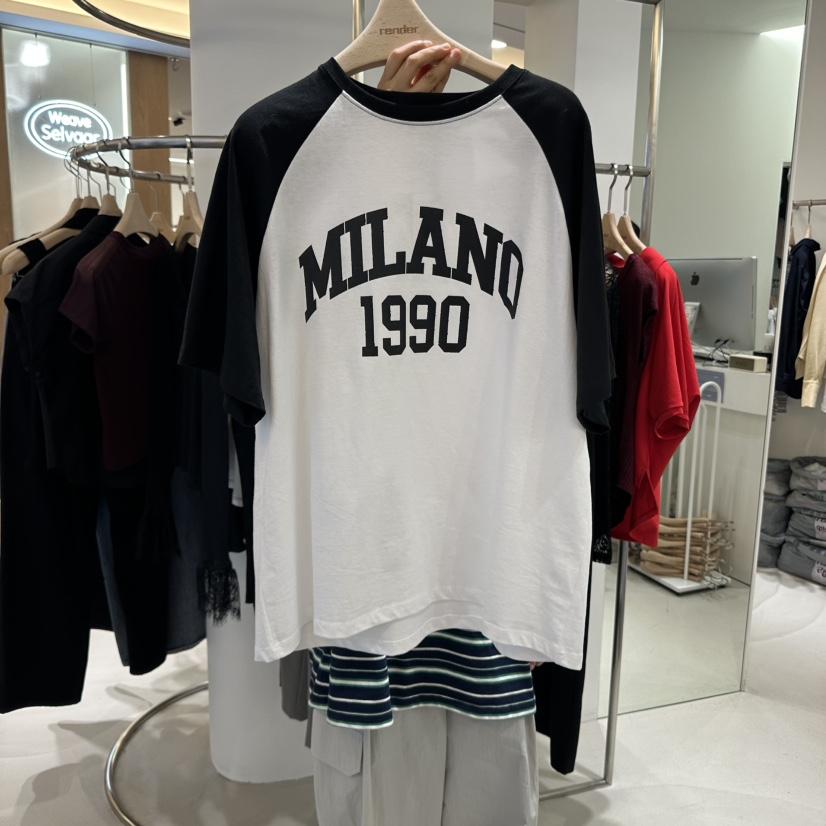 render
Weave
Selvage
MILANO
1990